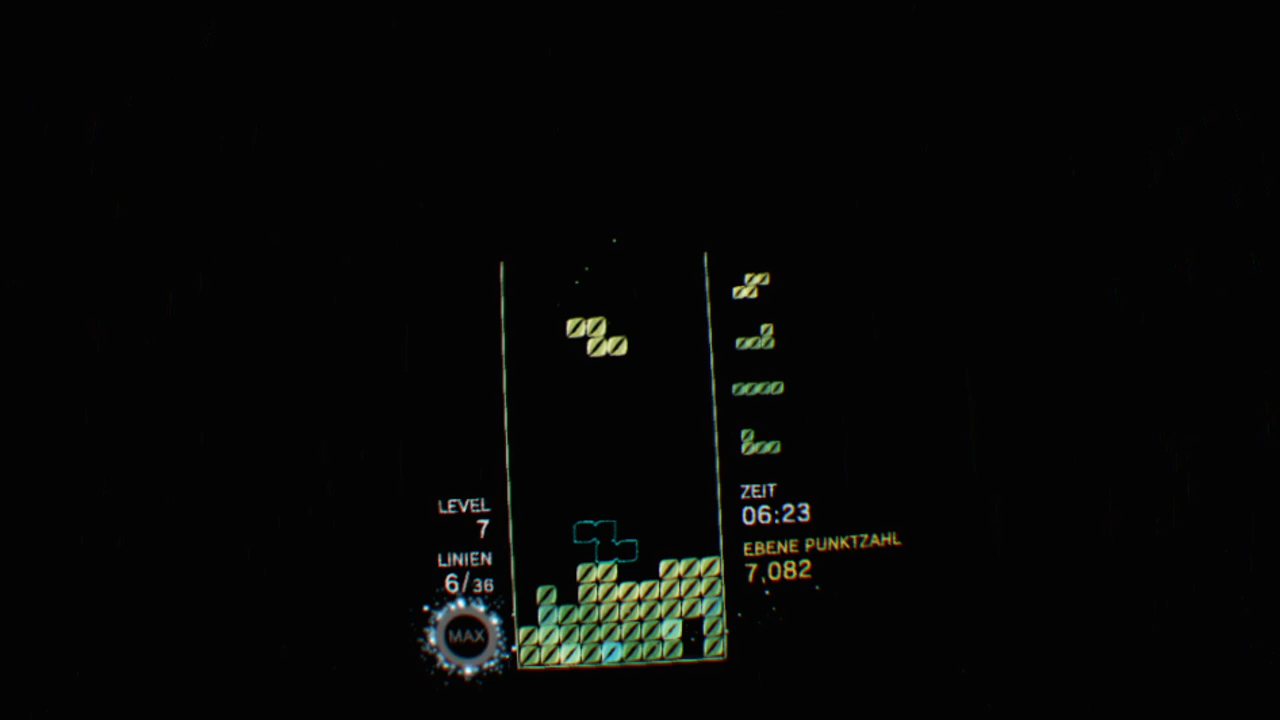 LEVEL
7
LINIEN
6/36
MAX
ZEIT
06:23
EBENE PUNKTZAHL
7,082